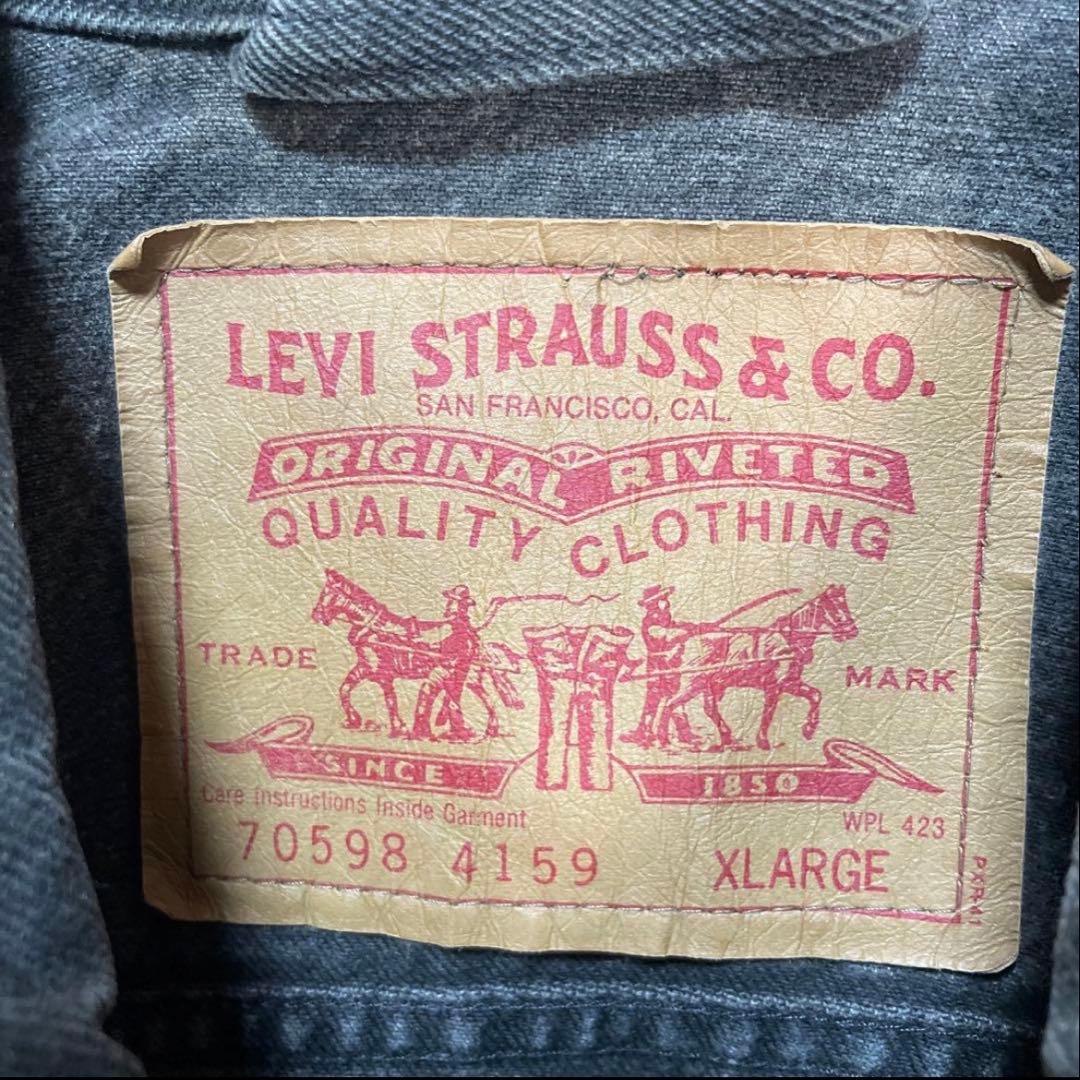 LEVI STRAUSS & CO.
SAN FRANCISCO, CAL.
ORIGINAL RIVETED
QUALITY CLOTHING
TRADE MARK
SINCE 1850
Care Instructions Inside Garment
WPL 423
70598 4159 XLARGE